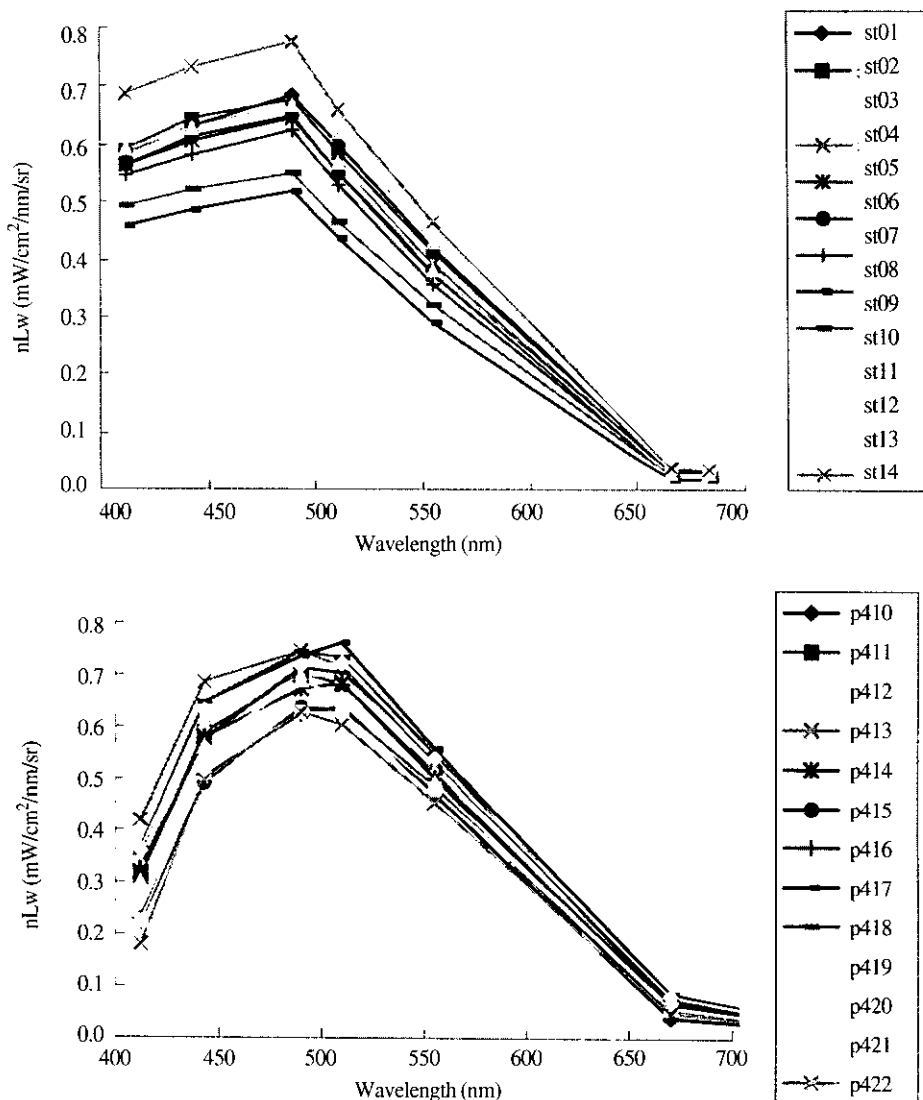 0.8
0.7
0.6
0.5
0.4
0.3
0.2
0.1
0.0
nLw (mW/cm²/nm/sr)
400 450 500 550 600 650 700
Wavelength (nm)
st01
st02
st03
st04
st05
st06
st07
st08
st09
st10
st11
st12
st13
st14
0.8
0.7
0.6
0.5
0.4
0.3
0.2
0.1
0.0
nLw (mW/cm²/nm/sr)
400 450 500 550 600 650 700
Wavelength (nm)
p410
p411
p412
p413
p414
p415
p416
p417
p418
p419
p420
p421
p422